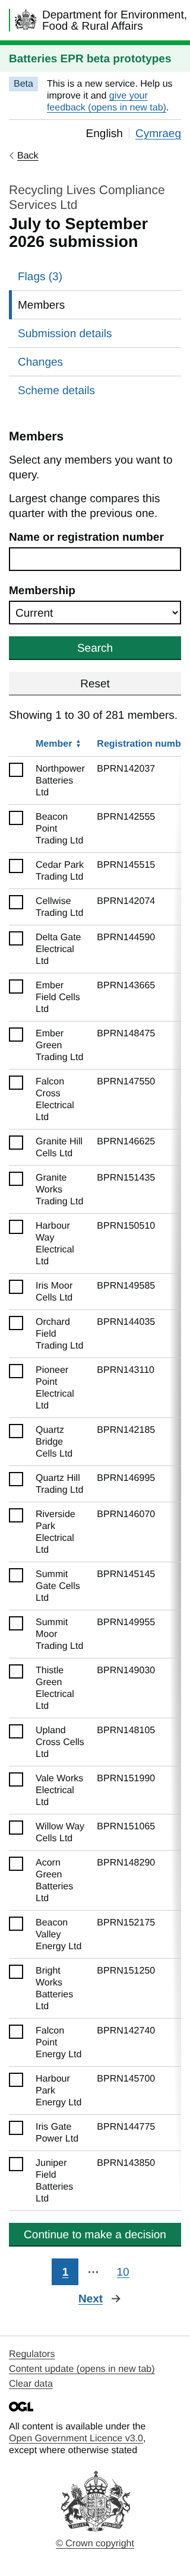 Department for Environment,
Food & Rural Affairs
Batteries EPR beta prototypes
Beta
This is a new service. Help us
improve it and give your
feedback (opens in new tab).
English
Cymraeg
Back
Recycling Lives Compliance
Services Ltd
July to September
2026 submission
Flags (3)
Members
Submission details
Changes
Scheme details
Members
Select any members you want to
query.
Largest change compares this
quarter with the previous one.
Name or registration number
Membership
Current
Search
Reset
Showing 1 to 30 of 281 members.
Member
Registration numb
Northpower
Batteries
Ltd
BPRN142037
Beacon
Point
Trading Ltd
BPRN142555
Cedar Park
Trading Ltd
BPRN145515
Cellwise
Trading Ltd
BPRN142074
Delta Gate
Electrical
Ltd
BPRN144590
Ember
Field Cells
Ltd
BPRN143665
Ember
Green
Trading Ltd
BPRN148475
Falcon
Cross
Electrical
Ltd
BPRN147550
Granite Hill
Cells Ltd
BPRN146625
Granite
Works
Trading Ltd
BPRN151435
Harbour
Way
Electrical
Ltd
BPRN150510
Iris Moor
Cells Ltd
BPRN149585
Orchard
Field
Trading Ltd
BPRN144035
Pioneer
Point
Electrical
Ltd
BPRN143110
Quartz
Bridge
Cells Ltd
BPRN142185
Quartz Hill
Trading Ltd
BPRN146995
Riverside
Park
Electrical
Ltd
BPRN146070
Summit
Gate Cells
Ltd
BPRN145145
Summit
Moor
Trading Ltd
BPRN149955
Thistle
Green
Electrical
Ltd
BPRN149030
Upland
Cross Cells
Ltd
BPRN148105
Vale Works
Electrical
Ltd
BPRN151990
Willow Way
Cells Ltd
BPRN151065
Acorn
Green
Batteries
Ltd
BPRN148290
Beacon
Valley
Energy Ltd
BPRN152175
Bright
Works
Batteries
Ltd
BPRN151250
Falcon
Point
Energy Ltd
BPRN142740
Harbour
Park
Energy Ltd
BPRN145700
Iris Gate
Power Ltd
BPRN144775
Juniper
Field
Batteries
Ltd
BPRN143850
Continue to make a decision
1 ⋯ 10
Next
Regulators
Content update (opens in new tab)
Clear data
OGL
All content is available under the
Open Government Licence v3.0,
except where otherwise stated
© Crown copyright